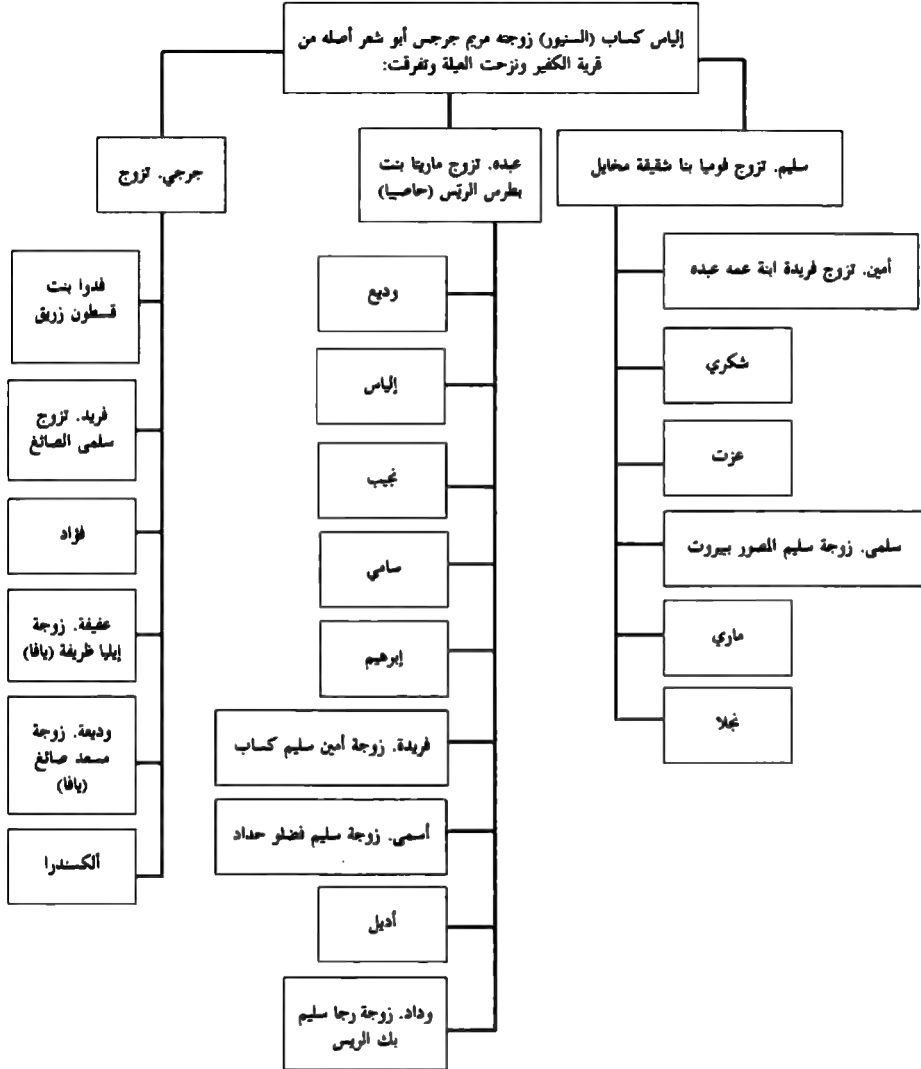 إلياس كساب (السنيور) زوجته مريم جرجس أبو شعر أصله من
قرية الكفير ونزحت العيلة وتفرقت:
سليم. تزوج فوميا بنا شقيقة مخايل
أمين. تزوج فريدة ابنة عمه عبده
شكري
عزت
سلمى. زوجة سليم المصور ببيروت
ماري
نجلا
عبده. تزوج ماريتا بنت
بطرس الريّس (حاصبيا)
وديع
إلياس
نجيب
سامي
إبرهيم
فريدة. زوجة أمين سليم كساب
أسمى. زوجة سليم فضلو حداد
أديل
وداد. زوجة رجا سليم
بك الريس
جرجي. تزوج
فدوا بنت
قسطون زريق
فريد. تزوج
سلمى الصائغ
فؤاد
عفيفة. زوجة
إيليا ظريفة (يافا)
وديعة. زوجة
مسعد صائغ
(يافا)
ألكسندرا